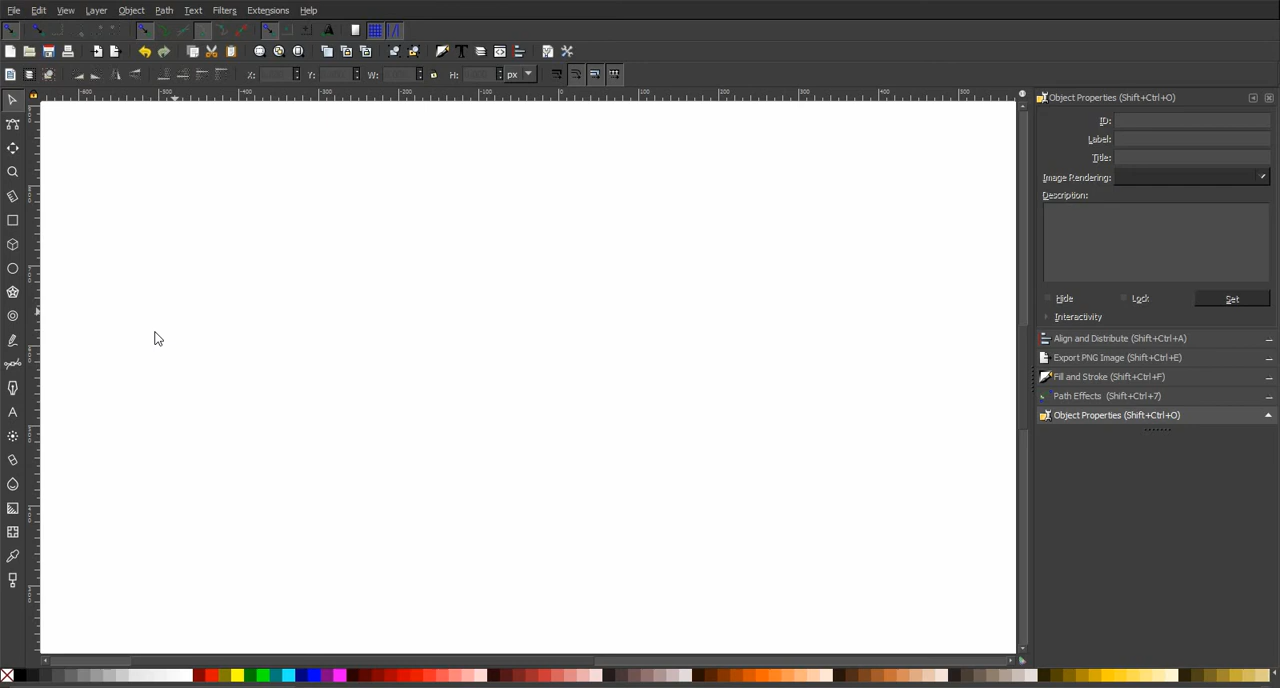 File Edit View Layer Object Path Text Filters Extensions Help
X: Y: W: H: px
Object Properties (Shift+Ctrl+O)
ID:
Label:
Title:
Image Rendering:
Description:
Hide Lock Set
Interactivity
Align and Distribute (Shift+Ctrl+A)
Export PNG Image (Shift+Ctrl+E)
Fill and Stroke (Shift+Ctrl+F)
Path Effects (Shift+Ctrl+7)
Object Properties (Shift+Ctrl+O)